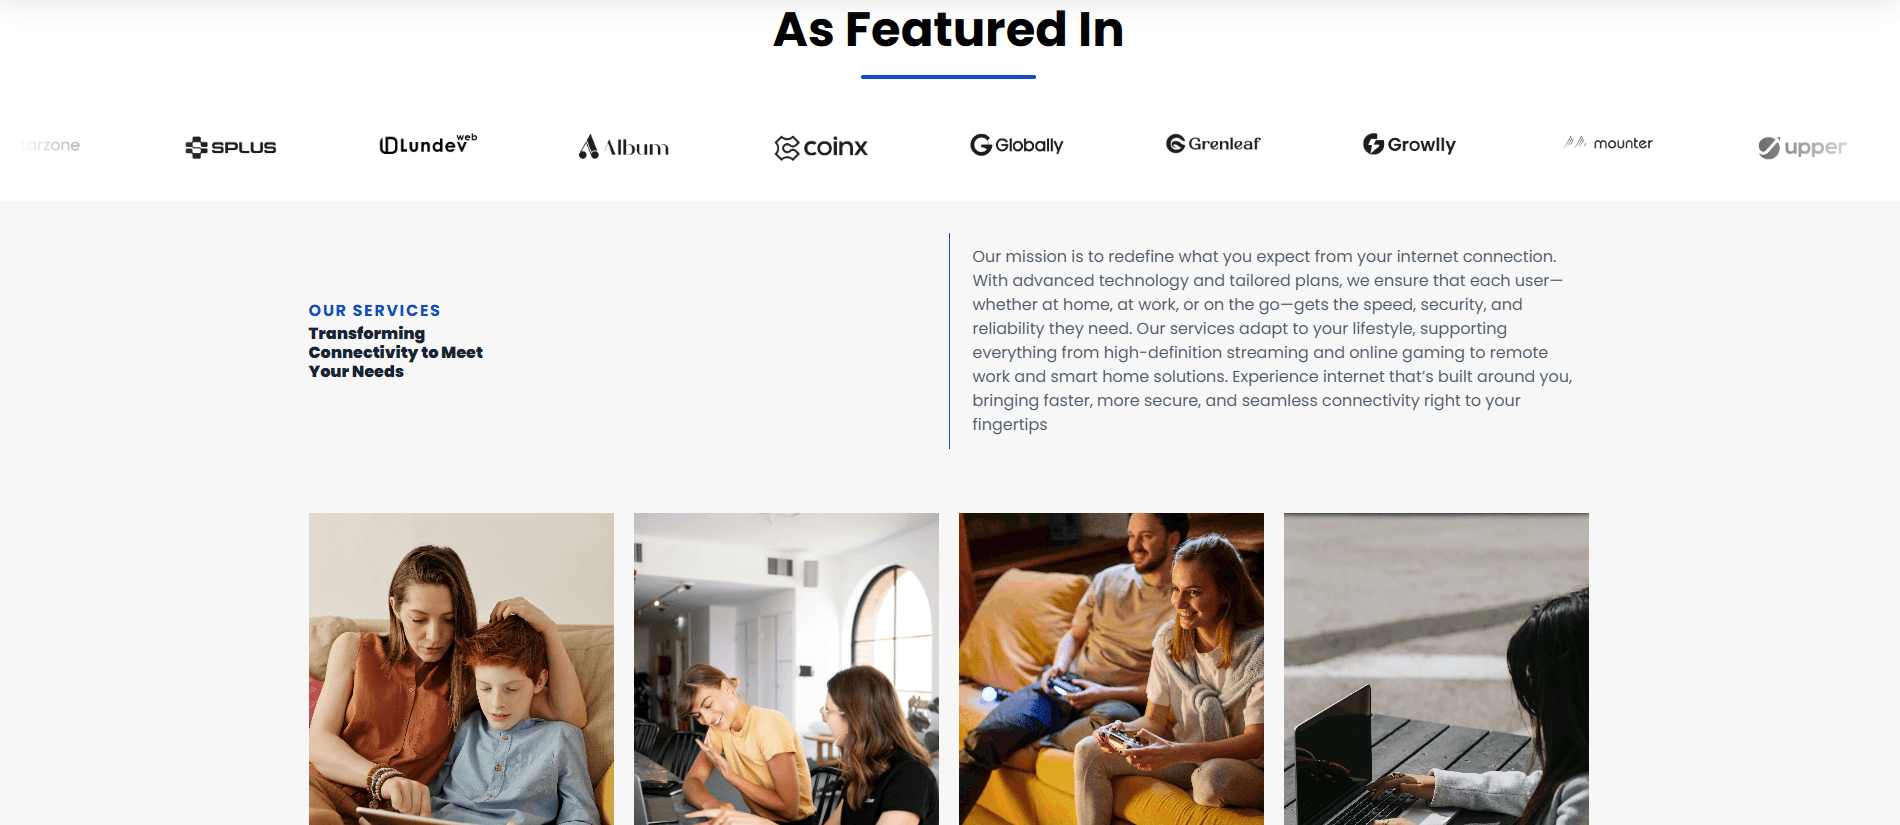 As Featured In
tarzone
SPLUS
Lundev web
Album
coinx
Globally
Grenleaf
Growlly
mounter
upper
OUR SERVICES
Transforming
Connectivity to Meet
Your Needs
Our mission is to redefine what you expect from your internet connection.
With advanced technology and tailored plans, we ensure that each user—
whether at home, at work, or on the go—gets the speed, security, and
reliability they need. Our services adapt to your lifestyle, supporting
everything from high-definition streaming and online gaming to remote
work and smart home solutions. Experience internet that’s built around you,
bringing faster, more secure, and seamless connectivity right to your
fingertips